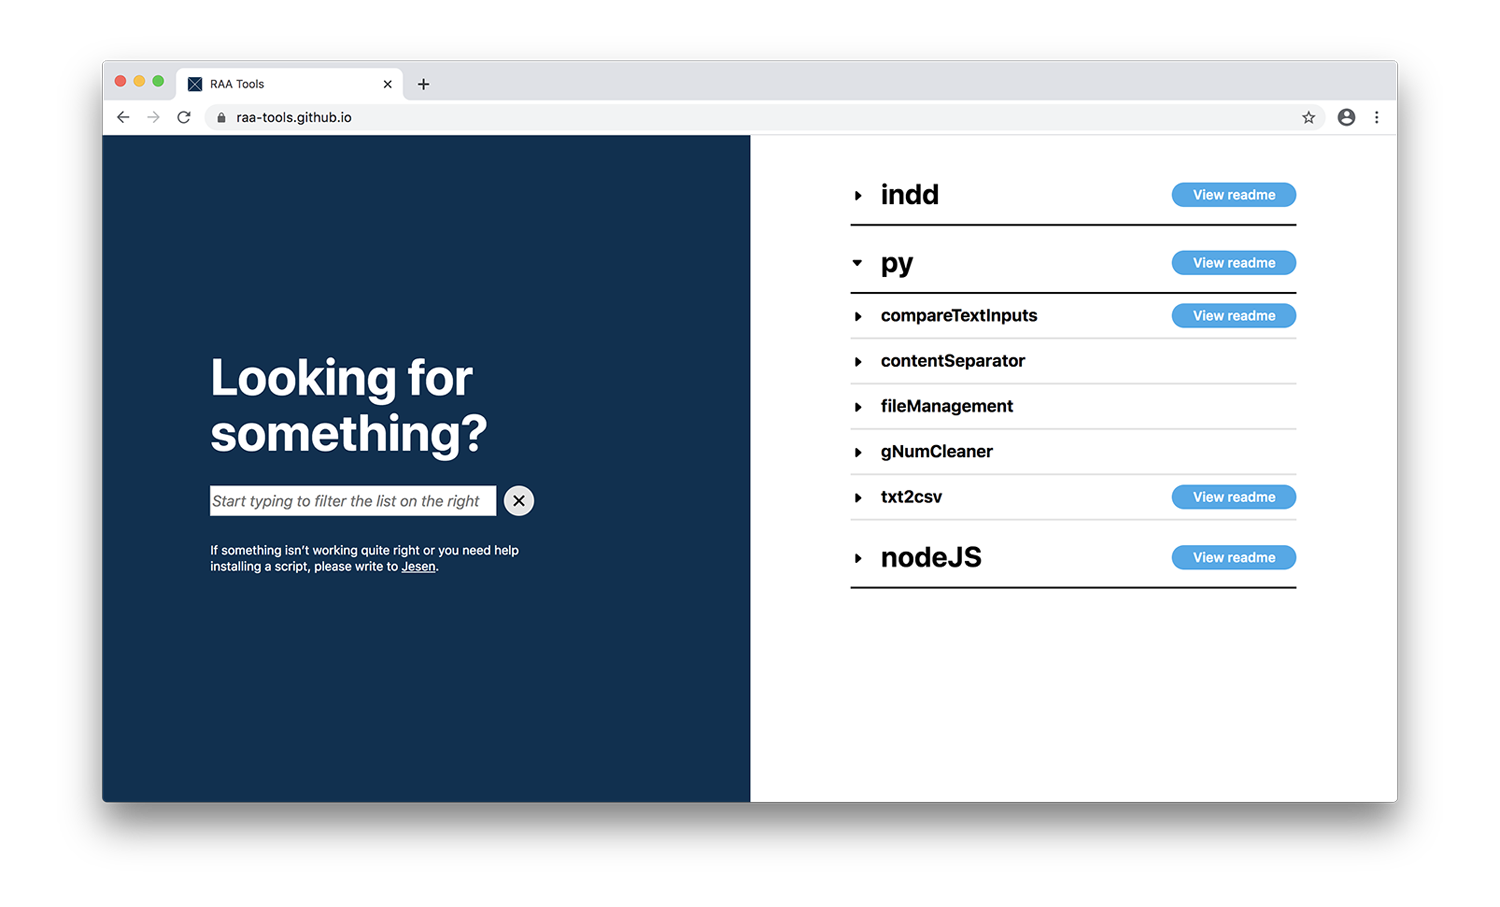 RAA Tools
raa-tools.github.io
Looking for
something?
Start typing to filter the list on the right
If something isn’t working quite right or you need help
installing a script, please write to Jesen.
indd View readme
py View readme
compareTextInputs View readme
contentSeparator
fileManagement
gNumCleaner
txt2csv View readme
nodeJS View readme